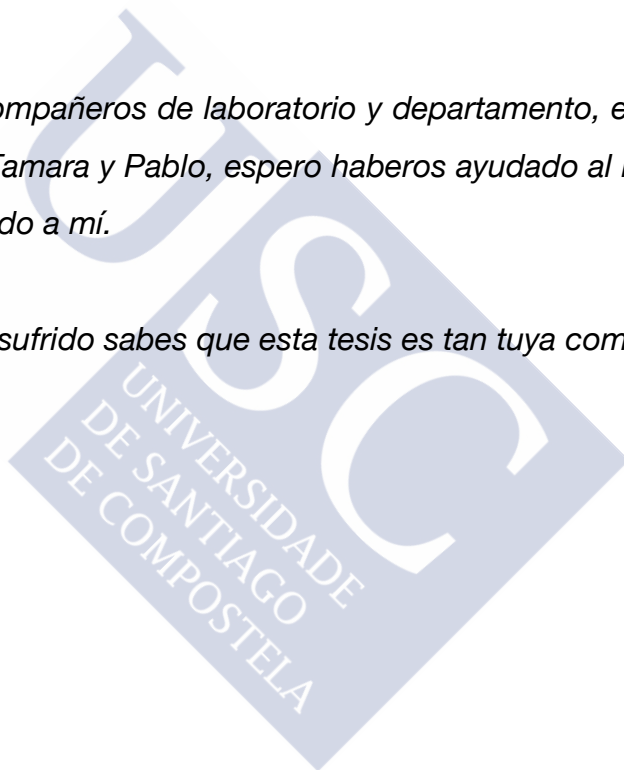 ompañeros de laboratorio y departamento, e
Tamara y Pablo, espero haberos ayudado al
do a mí.
sufrido sabes que esta tesis es tan tuya com
USC
UNIVERSIDADE
DE SANTIAGO
DE COMPOSTELA